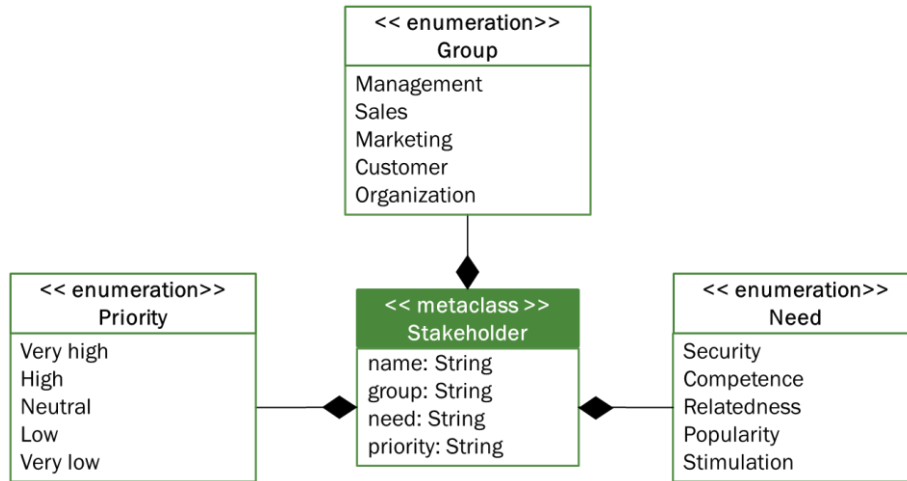 << enumeration>>
Group
Management
Sales
Marketing
Customer
Organization
<< enumeration>>
Priority
Very high
High
Neutral
Low
Very low
<< metaclass >>
Stakeholder
name: String
group: String
need: String
priority: String
<< enumeration>>
Need
Security
Competence
Relatedness
Popularity
Stimulation